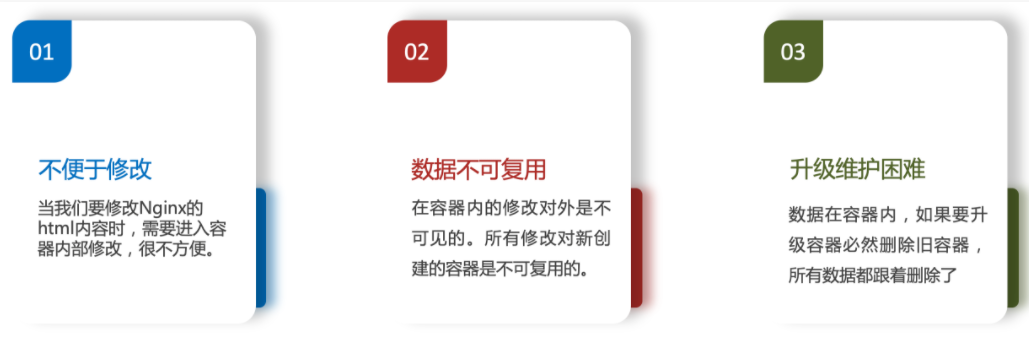 01
不便于修改
当我们要修改Nginx的
html内容时，需要进入容
器内部修改，很不方便。
02
数据不可复用
在容器内的修改对外是不
可见的。所有修改对新创
建的容器是不可复用的。
03
升级维护困难
数据在容器内，如果要升
级容器必然删除旧容器，
所有数据都跟着删除了